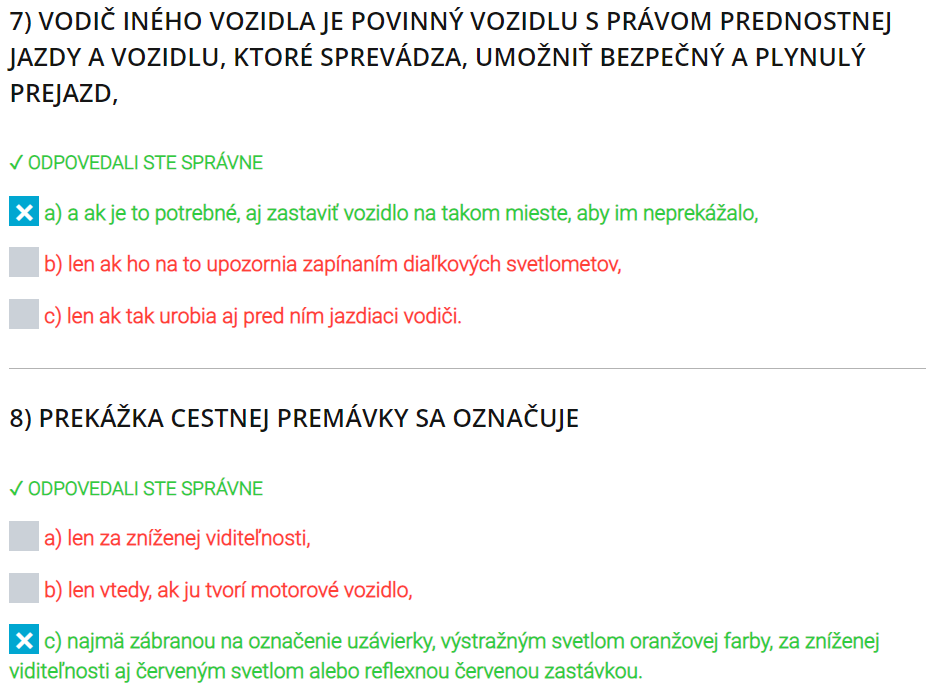 7) VODIČ INÉHO VOZIDLA JE POVINNÝ VOZIDLU S PRÁVOM PREDNOSTNEJ
JAZDY A VOZIDLU, KTORÉ SPREVÁDZA, UMOŽNIŤ BEZPEČNÝ A PLYNULÝ
PREJAZD,
✓ ODPOVEDALI STE SPRÁVNE
a) a ak je to potrebné, aj zastaviť vozidlo na takom mieste, aby im neprekážalo,
b) len ak ho na to upozornia zapínaním diaľkových svetlometov,
c) len ak tak urobia aj pred ním jazdiaci vodiči.
8) PREKÁŽKA CESTNEJ PREMÁVKY SA OZNAČUJE
✓ ODPOVEDALI STE SPRÁVNE
a) len za zníženej viditeľnosti,
b) len vtedy, ak ju tvorí motorové vozidlo,
c) najmä zábranou na označenie uzávierky, výstražným svetlom oranžovej farby, za zníženej
viditeľnosti aj červeným svetlom alebo reflexnou červenou zastávkou.